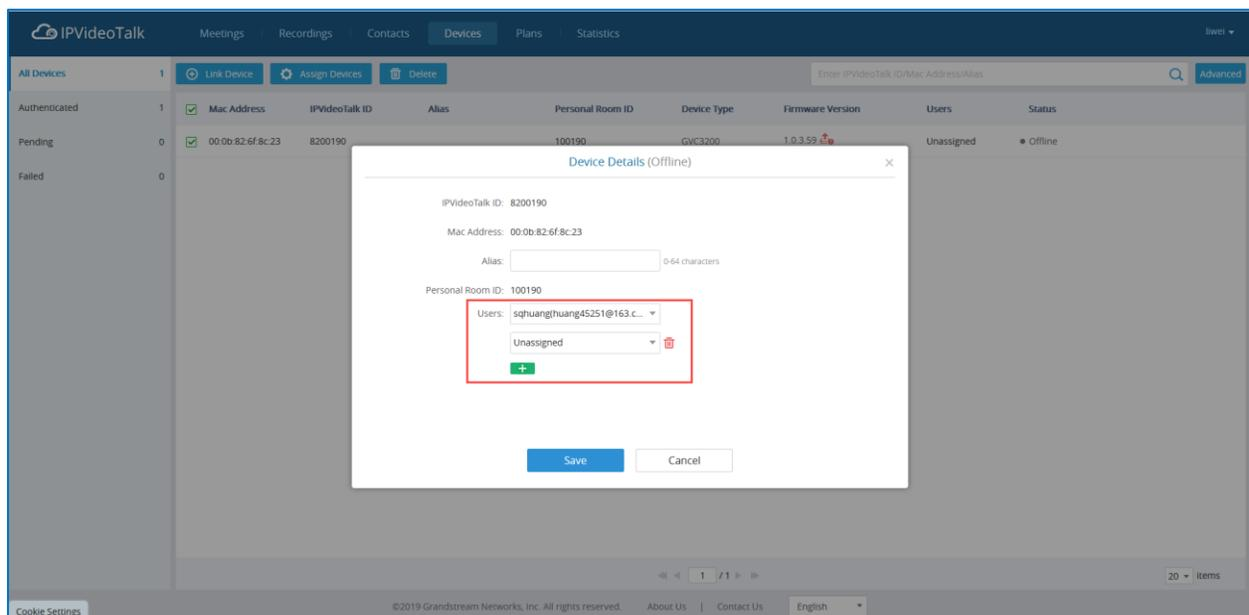 IPVideoTalk Meetings Recordings Contacts Devices Plans Statistics liwei
All Devices 1 Link Device Assign Devices Delete Enter IPVideoTalk ID/Mac Address/Alias Advanced
Authenticated 1 Mac Address IPVideoTalk ID Alias Personal Room ID Device Type Firmware Version Users Status
Pending 0 00:0b:82:6f:8c:23 8200190 100190 GVC3200 1.0.3.59 Unassigned Offline
Device Details (Offline)
Failed 0
IPVideoTalk ID: 8200190
Mac Address: 00:0b:82:6f:8c:23
Alias: 0-64 characters
Personal Room ID: 100190
Users: sqhuang(huang45251@163.c...
Unassigned
+
Save Cancel
1 /1 20 items
Cookie Settings ©2019 Grandstream Networks, Inc. All rights reserved. About Us | Contact Us English